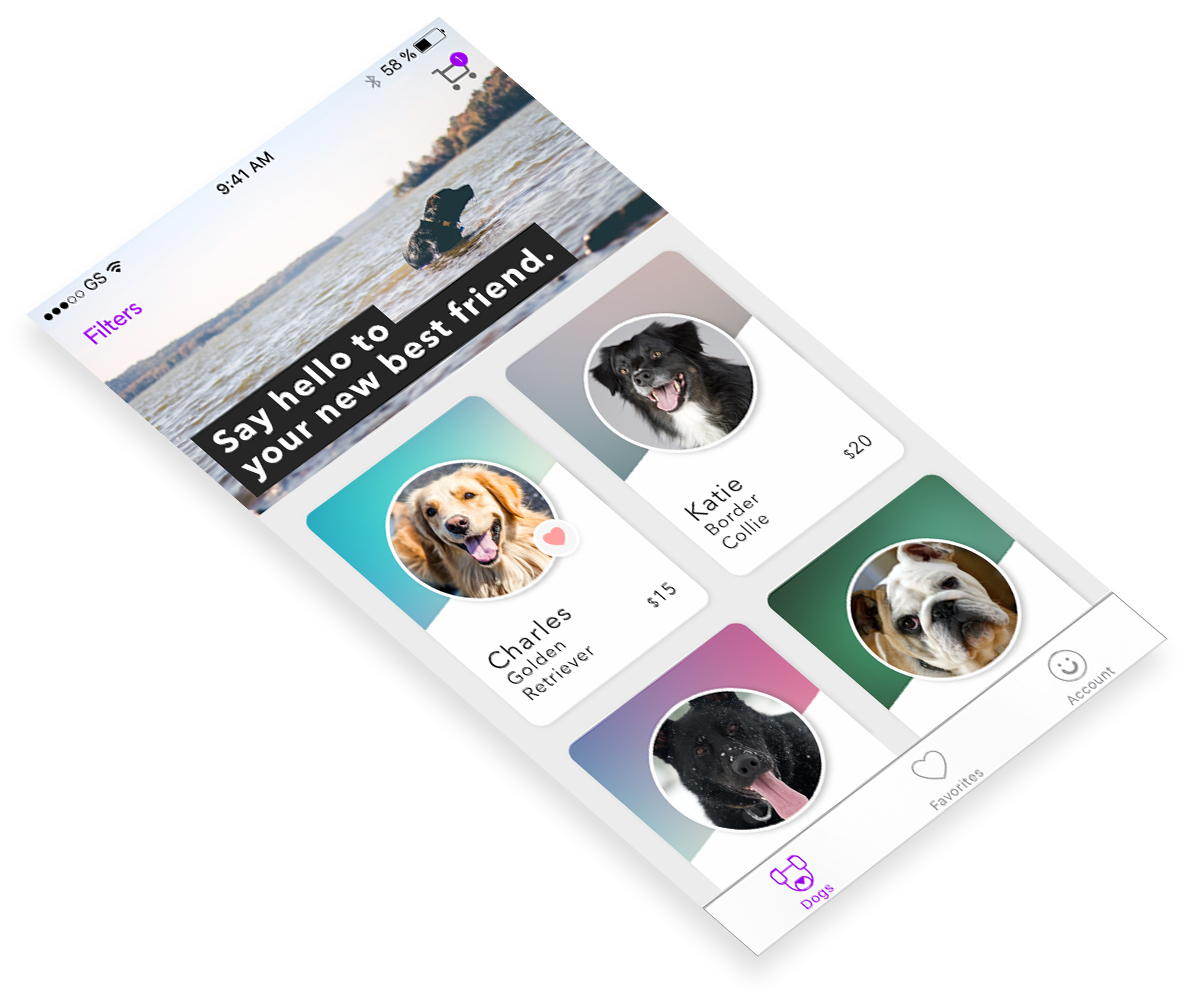 GS
9:41 AM
58 %
1
Filters
Say hello to
your new best friend.
Charles
Golden
Retriever
$15
Katie
Border
Collie
$20
Dogs
Favorites
Account